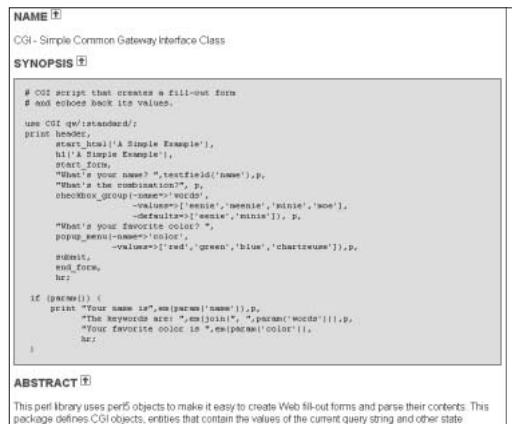 NAME
CGI - Simple Common Gateway Interface Class
SYNOPSIS
# CGI script that creates a fill-out form
# and echoes back its values.
use CGI qw/:standard/;
print header,
start_html('A Simple Example'),
h1('A Simple Example'),
start_form,
"What's your name? ",textfield('name'),p,
"What's the combination?", p,
checkbox_group(-name=>'words',
-values=>['eenie','meenie','minie','moe'],
-defaults=>['eenie','minie']), p,
"What's your favorite color? ",
popup_menu(-name=>'color',
-values=>['red','green','blue','chartreuse']),p,
submit,
end_form,
hr;
if (param()) {
print "Your name is",em(param('name')),p,
"The keywords are: ",em(join(", ",param('words'))),p,
"Your favorite color is ",em(param('color')),
hr;
}
ABSTRACT
This perl library uses perl5 objects to make it easy to create Web fill-out forms and parse their contents. This
package defines CGI objects, entities that contain the values of the current query string and other state